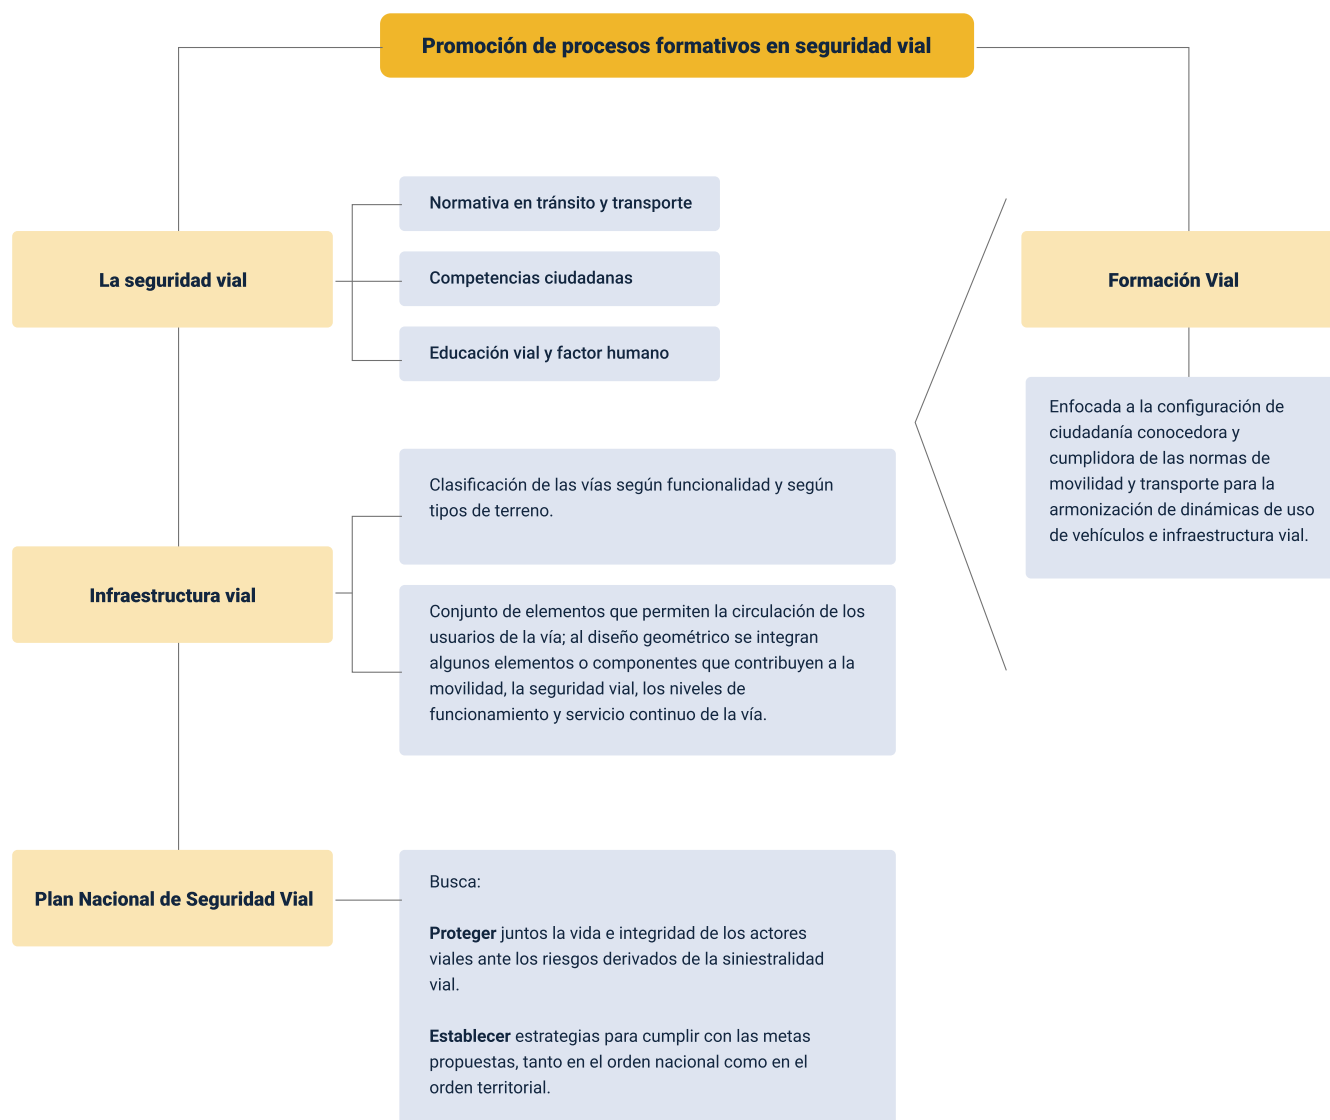 Promoción de procesos formativos en seguridad vial
La seguridad vial
Normativa en tránsito y transporte
Competencias ciudadanas
Educación vial y factor humano
Infraestructura vial
Clasificación de las vías según funcionalidad y según
tipos de terreno.
Conjunto de elementos que permiten la circulación de los
usuarios de la vía; al diseño geométrico se integran
algunos elementos o componentes que contribuyen a la
movilidad, la seguridad vial, los niveles de
funcionamiento y servicio continuo de la vía.
Plan Nacional de Seguridad Vial
Busca:
Proteger juntos la vida e integridad de los actores
viales ante los riesgos derivados de la siniestralidad
vial.
Establecer estrategias para cumplir con las metas
propuestas, tanto en el orden nacional como en el
orden territorial.
Formación Vial
Enfocada a la configuración de
ciudadanía conocedora y
cumplidora de las normas de
movilidad y transporte para la
armonización de dinámicas de uso
de vehículos e infraestructura vial.